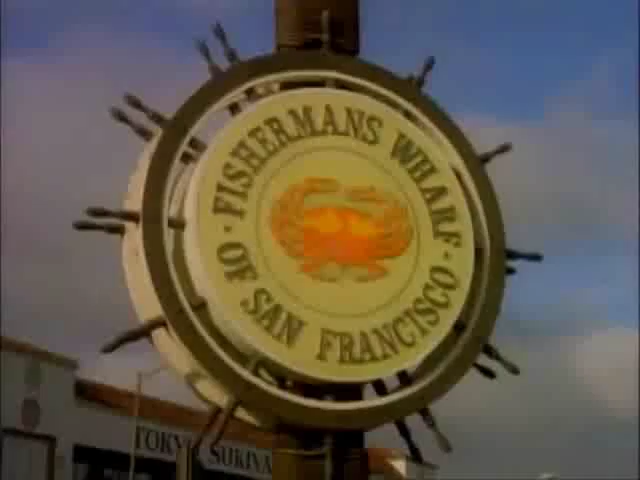 · FISHERMANS WHARF ·
OF SAN FRANCISCO
TOKYO SUKIYA